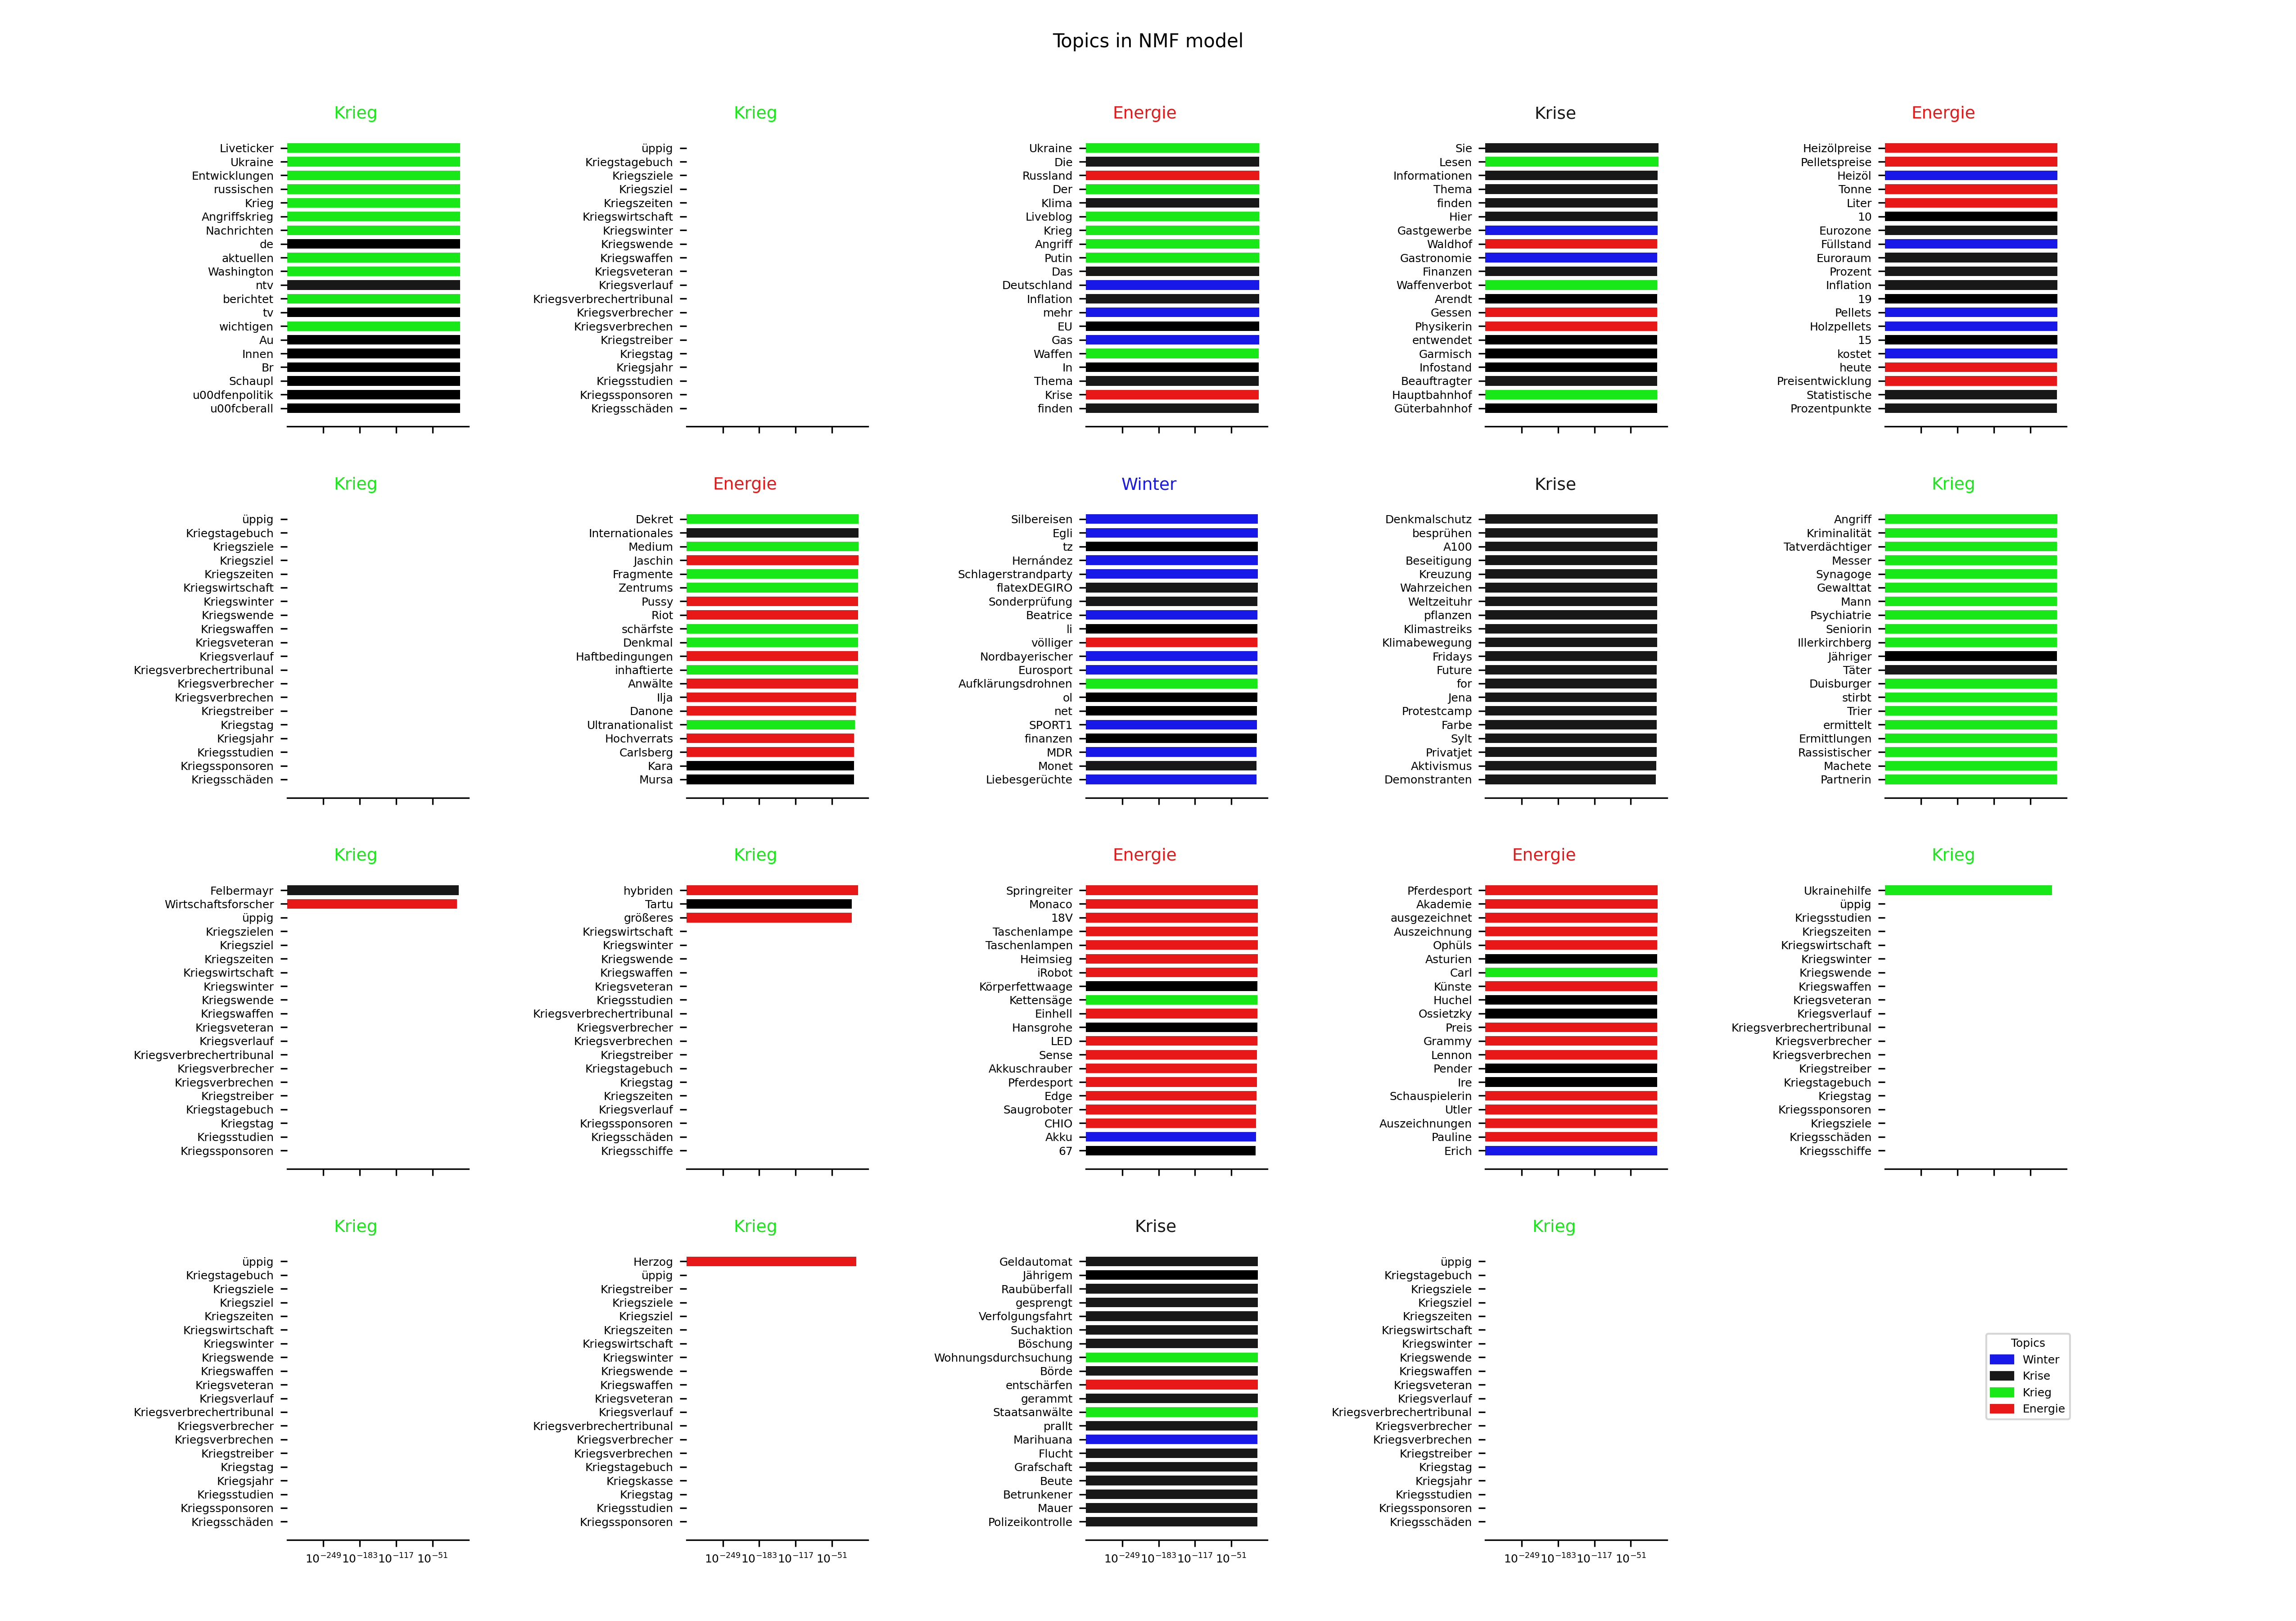 Topics in NMF model
Krieg
Liveticker
Ukraine
Entwicklungen
russischen
Krieg
Angriffskrieg
Nachrichten
de
aktuellen
Washington
ntv
berichtet
tv
wichtigen
Au
Innen
Br
Schaupl
u00dfenpolitik
u00fcberall
Krieg
üppig
Kriegstagebuch
Kriegsziele
Kriegsziel
Kriegszeiten
Kriegswirtschaft
Kriegswinter
Kriegswende
Kriegswaffen
Kriegsveteran
Kriegsverlauf
Kriegsverbrechertribunal
Kriegsverbrecher
Kriegsverbrechen
Kriegstreiber
Kriegstag
Kriegsjahr
Kriegsstudien
Kriegssponsoren
Kriegsschäden
Energie
Ukraine
Die
Russland
Der
Klima
Liveblog
Krieg
Angriff
Putin
Das
Deutschland
Inflation
mehr
EU
Gas
Waffen
In
Thema
Krise
finden
Krise
Sie
Lesen
Informationen
Thema
finden
Hier
Gastgewerbe
Waldhof
Gastronomie
Finanzen
Waffenverbot
Arendt
Gessen
Physikerin
entwendet
Garmisch
Infostand
Beauftragter
Hauptbahnhof
Güterbahnhof
Energie
Heizölpreise
Pelletspreise
Heizöl
Tonne
Liter
10
Eurozone
Füllstand
Euroraum
Prozent
Inflation
19
Pellets
Holzpellets
15
kostet
heute
Preisentwicklung
Statistische
Prozentpunkte
Krieg
üppig
Kriegstagebuch
Kriegsziele
Kriegsziel
Kriegszeiten
Kriegswirtschaft
Kriegswinter
Kriegswende
Kriegswaffen
Kriegsveteran
Kriegsverlauf
Kriegsverbrechertribunal
Kriegsverbrecher
Kriegsverbrechen
Kriegstreiber
Kriegstag
Kriegsjahr
Kriegsstudien
Kriegssponsoren
Kriegsschäden
Energie
Dekret
Internationales
Medium
Jaschin
Fragmente
Zentrums
Pussy
Riot
schärfste
Denkmal
Haftbedingungen
inhaftierte
Anwälte
Ilja
Danone
Ultranationalist
Hochverrats
Carlsberg
Kara
Mursa
Winter
Silbereisen
Egli
tz
Hernández
Schlagerstrandparty
flatexDEGIRO
Sonderprüfung
Beatrice
li
völliger
Nordbayerischer
Eurosport
Aufklärungsdrohnen
ol
net
SPORT1
finanzen
MDR
Monet
Liebesgerüchte
Krise
Denkmalschutz
besprühen
A100
Beseitigung
Kreuzung
Wahrzeichen
Weltzeituhr
pflanzen
Klimastreiks
Klimabewegung
Fridays
Future
for
Jena
Protestcamp
Farbe
Sylt
Privatjet
Aktivismus
Demonstranten
Krieg
Angriff
Kriminalität
Tatverdächtiger
Messer
Synagoge
Gewalttat
Mann
Psychiatrie
Seniorin
Illerkirchberg
Jähriger
Täter
Duisburger
stirbt
Trier
ermittelt
Ermittlungen
Rassistischer
Machete
Partnerin
Krieg
Felbermayr
Wirtschaftsforscher
üppig
Kriegszielen
Kriegsziel
Kriegszeiten
Kriegswirtschaft
Kriegswinter
Kriegswende
Kriegswaffen
Kriegsveteran
Kriegsverlauf
Kriegsverbrechertribunal
Kriegsverbrecher
Kriegsverbrechen
Kriegstreiber
Kriegstagebuch
Kriegstag
Kriegsstudien
Kriegssponsoren
Krieg
hybriden
Tartu
größeres
Kriegswirtschaft
Kriegswinter
Kriegswende
Kriegswaffen
Kriegsveteran
Kriegsstudien
Kriegsverbrechertribunal
Kriegsverbrecher
Kriegsverbrechen
Kriegstreiber
Kriegstagebuch
Kriegstag
Kriegszeiten
Kriegsverlauf
Kriegssponsoren
Kriegsschäden
Kriegsschiffe
Energie
Springreiter
Monaco
18V
Taschenlampe
Taschenlampen
Heimsieg
iRobot
Körperfettwaage
Kettensäge
Einhell
Hansgrohe
LED
Sense
Akkuschrauber
Pferdesport
Edge
Saugroboter
CHIO
Akku
67
Energie
Pferdesport
Akademie
ausgezeichnet
Auszeichnung
Ophüls
Asturien
Carl
Künste
Huchel
Ossietzky
Preis
Grammy
Lennon
Pender
Ire
Schauspielerin
Utler
Auszeichnungen
Pauline
Erich
Krieg
Ukrainehilfe
üppig
Kriegsstudien
Kriegszeiten
Kriegswirtschaft
Kriegswinter
Kriegswende
Kriegswaffen
Kriegsveteran
Kriegsverlauf
Kriegsverbrechertribunal
Kriegsverbrecher
Kriegsverbrechen
Kriegstreiber
Kriegstagebuch
Kriegstag
Kriegssponsoren
Kriegsziele
Kriegsschäden
Kriegsschiffe
Krieg
üppig
Kriegstagebuch
Kriegsziele
Kriegsziel
Kriegszeiten
Kriegswirtschaft
Kriegswinter
Kriegswende
Kriegswaffen
Kriegsveteran
Kriegsverlauf
Kriegsverbrechertribunal
Kriegsverbrecher
Kriegsverbrechen
Kriegstreiber
Kriegstag
Kriegsjahr
Kriegsstudien
Kriegssponsoren
Kriegsschäden
10⁻²⁴⁹ 10⁻¹⁸³ 10⁻¹¹⁷ 10⁻⁵¹
Krieg
Herzog
üppig
Kriegstreiber
Kriegsziele
Kriegsziel
Kriegszeiten
Kriegswirtschaft
Kriegswinter
Kriegswende
Kriegswaffen
Kriegsveteran
Kriegsverlauf
Kriegsverbrechertribunal
Kriegsverbrecher
Kriegsverbrechen
Kriegstagebuch
Kriegskasse
Kriegstag
Kriegsstudien
Kriegssponsoren
10⁻²⁴⁹ 10⁻¹⁸³ 10⁻¹¹⁷ 10⁻⁵¹
Krise
Geldautomat
Jährigem
Raubüberfall
gesprengt
Verfolgungsfahrt
Suchaktion
Böschung
Wohnungsdurchsuchung
Börde
entschärfen
gerammt
Staatsanwälte
prallt
Marihuana
Flucht
Grafschaft
Beute
Betrunkener
Mauer
Polizeikontrolle
10⁻²⁴⁹ 10⁻¹⁸³ 10⁻¹¹⁷ 10⁻⁵¹
Krieg
üppig
Kriegstagebuch
Kriegsziele
Kriegsziel
Kriegszeiten
Kriegswirtschaft
Kriegswinter
Kriegswende
Kriegswaffen
Kriegsveteran
Kriegsverlauf
Kriegsverbrechertribunal
Kriegsverbrecher
Kriegsverbrechen
Kriegstreiber
Kriegstag
Kriegsjahr
Kriegsstudien
Kriegssponsoren
Kriegsschäden
10⁻²⁴⁹ 10⁻¹⁸³ 10⁻¹¹⁷ 10⁻⁵¹
Topics
Winter
Krise
Krieg
Energie